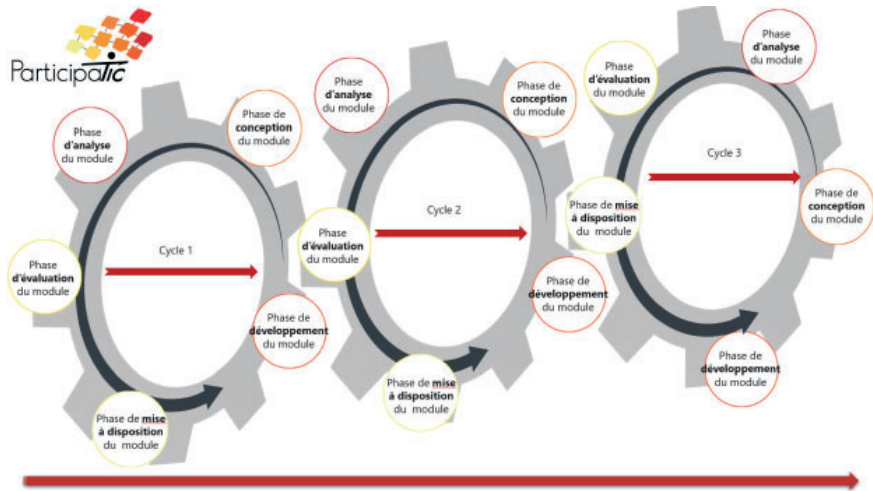 ParticipaTIC
Phase
d'analyse
du module
Phase de
conception
du module
Phase
d'évaluation
du module
Cycle 1
Phase de
développement
du module
Phase de mise
à disposition
du module
Phase
d'analyse
du module
Phase de
conception
du module
Phase
d'évaluation
du module
Cycle 2
Phase de
développement
du module
Phase de mise
à disposition
du module
Phase
d'évaluation
du module
Phase
d'analyse
du module
Cycle 3
Phase de mise
à disposition
du module
Phase de
conception
du module
Phase de
développement
du module